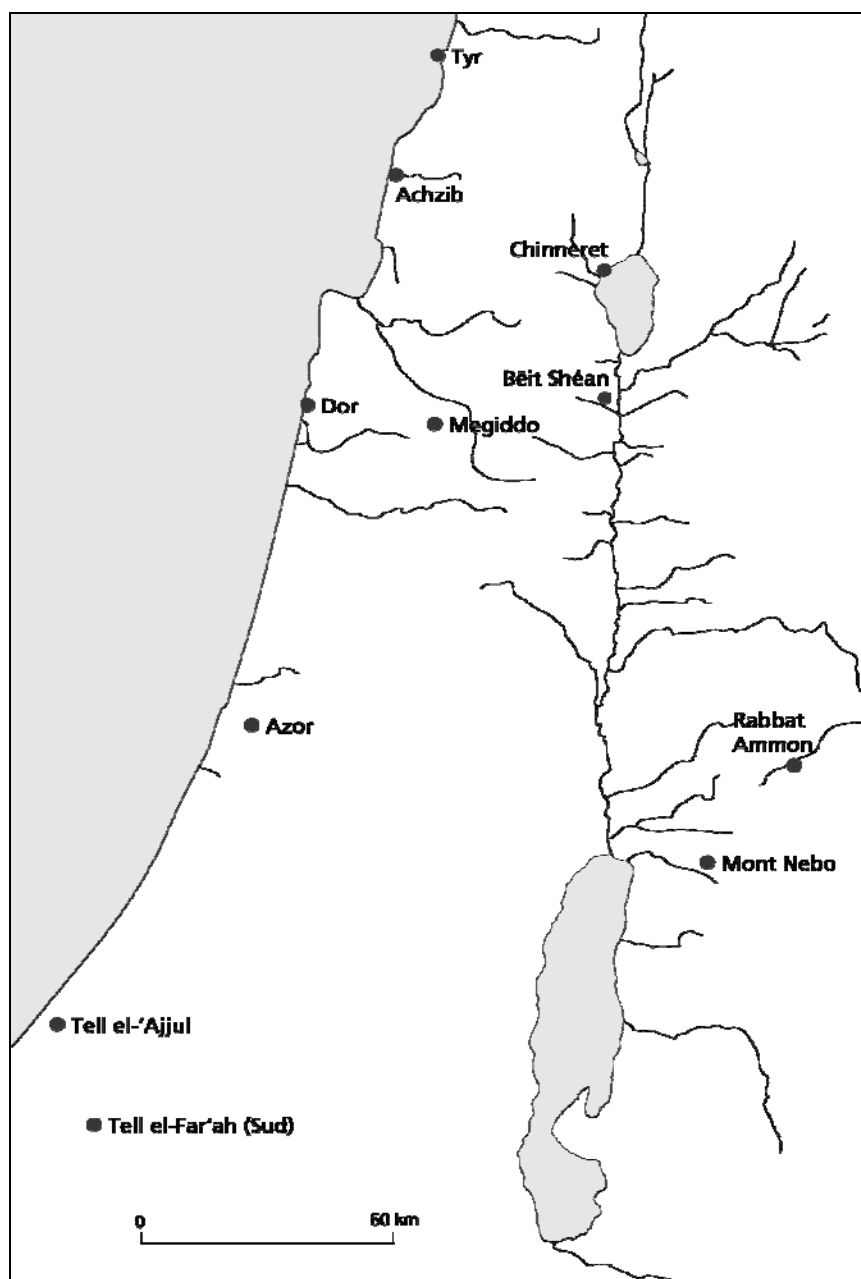 Tyr
Achzib
Chinneret
Bēit Shéan
Dor
Megiddo
Azor
Rabbat
Ammon
Mont Nebo
Tell el-‘Ajjul
Tell el-Far‘ah (Sud)
0
60 km